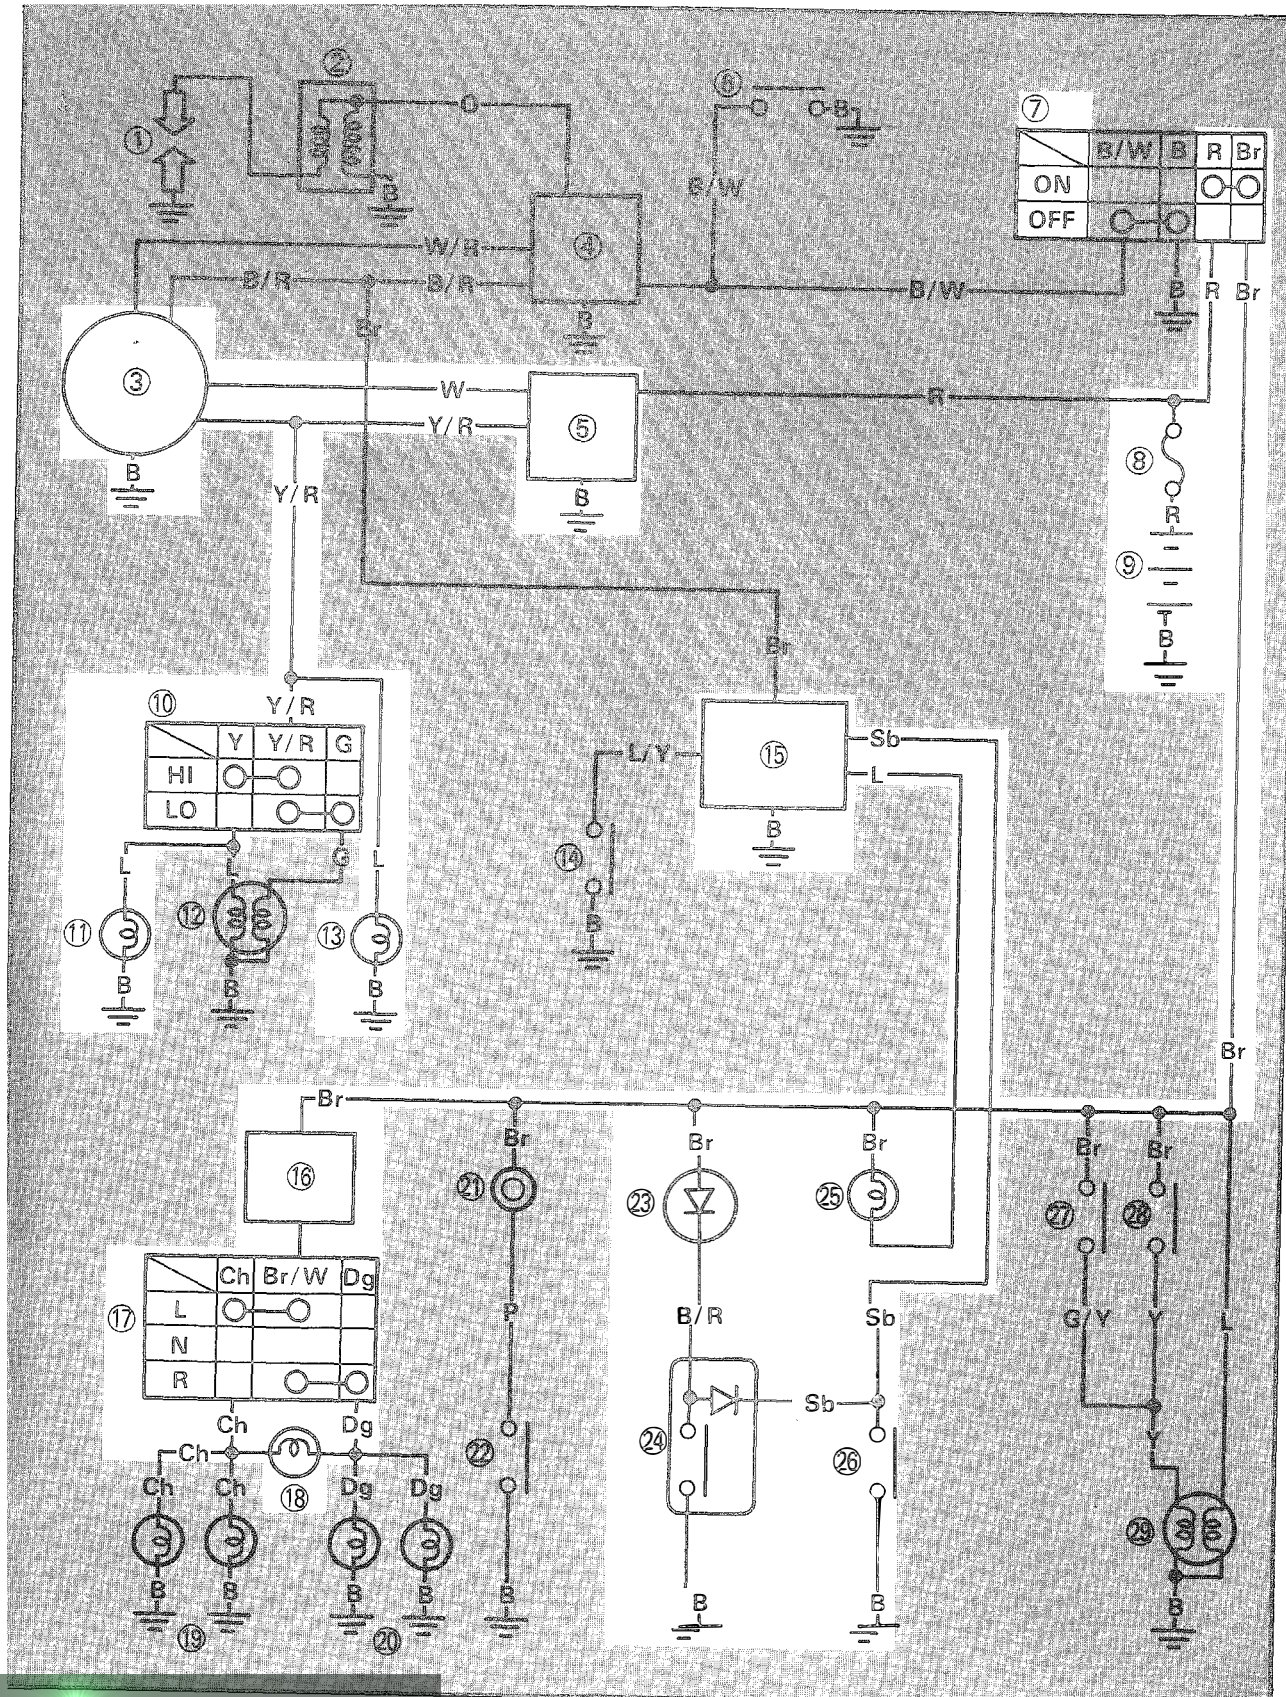 ②
①
O
B
⑥
B
B/W
⑦
B/W B R Br
ON
OFF
W/R
④
B/R B/R
B/W
B R Br
B
Br
③
W
Y/R
⑤
R
B
B
Y/R
⑧
R
⑨
B
Br
⑩
Y/R
Y Y/R G
HI
LO
L L G L
⑪ ⑫ ⑬
B B B
L/Y
⑮
Sb
L
B
⑭
B
Br
Br
⑯
Br Br Br Br Br
㉑ ㉓ ㉕ ㉗ ㉘
Ch Br/W Dg
L
N
R
⑰
P
B/R
Sb
G/Y Y L
Ch Dg
Ch
⑱
Ch Ch Dg Dg
㉒
㉔
Sb
㉖
Y
㉙
B B B B
⑲ ⑳
B
B
B
B